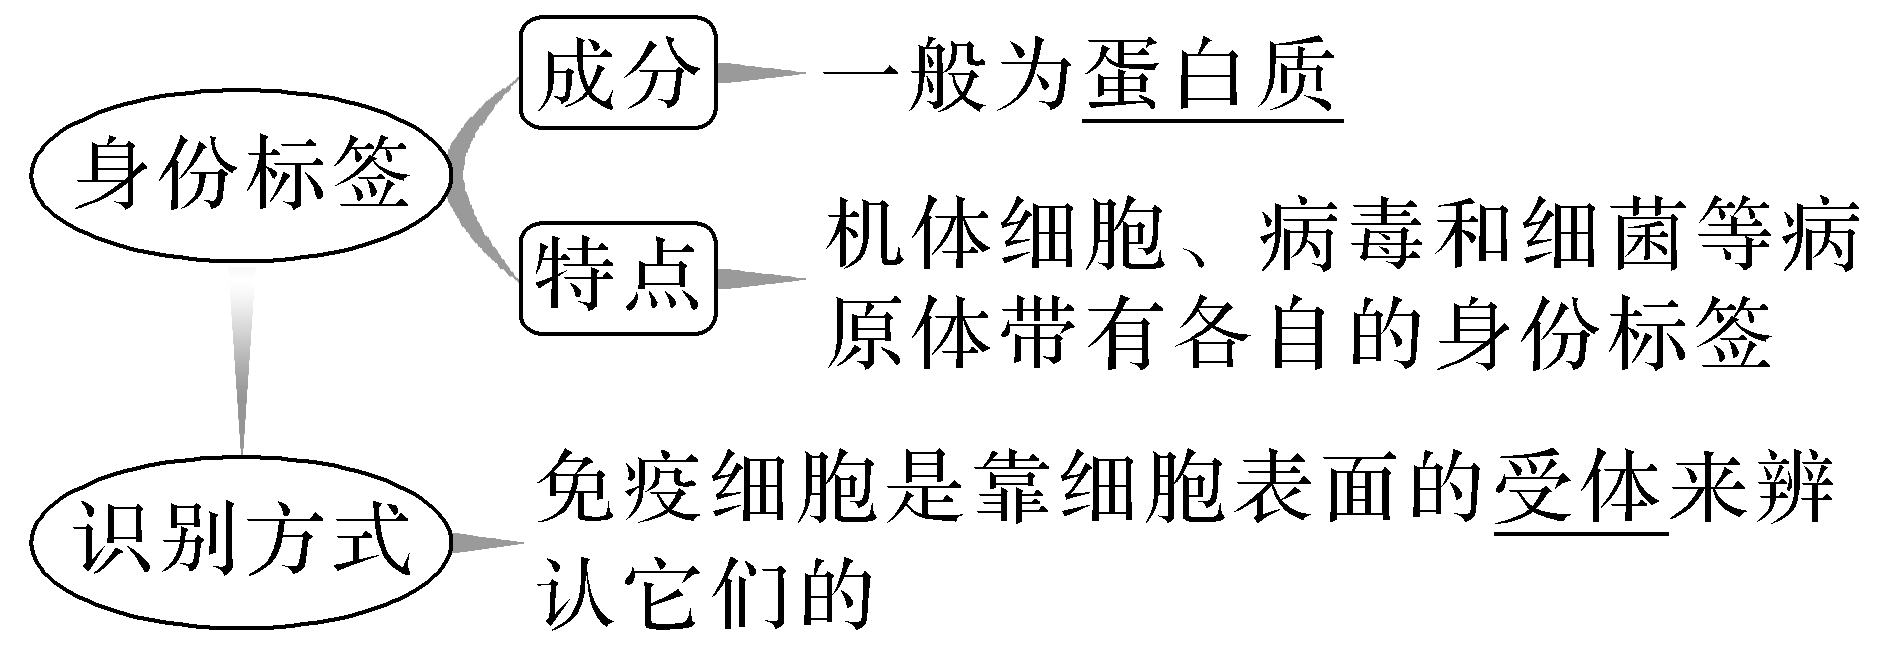 成分
一般为蛋白质
身份标签
特点
机体细胞、病毒和细菌等病
原体带有各自的身份标签
识别方式
免疫细胞是靠细胞表面的受体来辨
认它们的